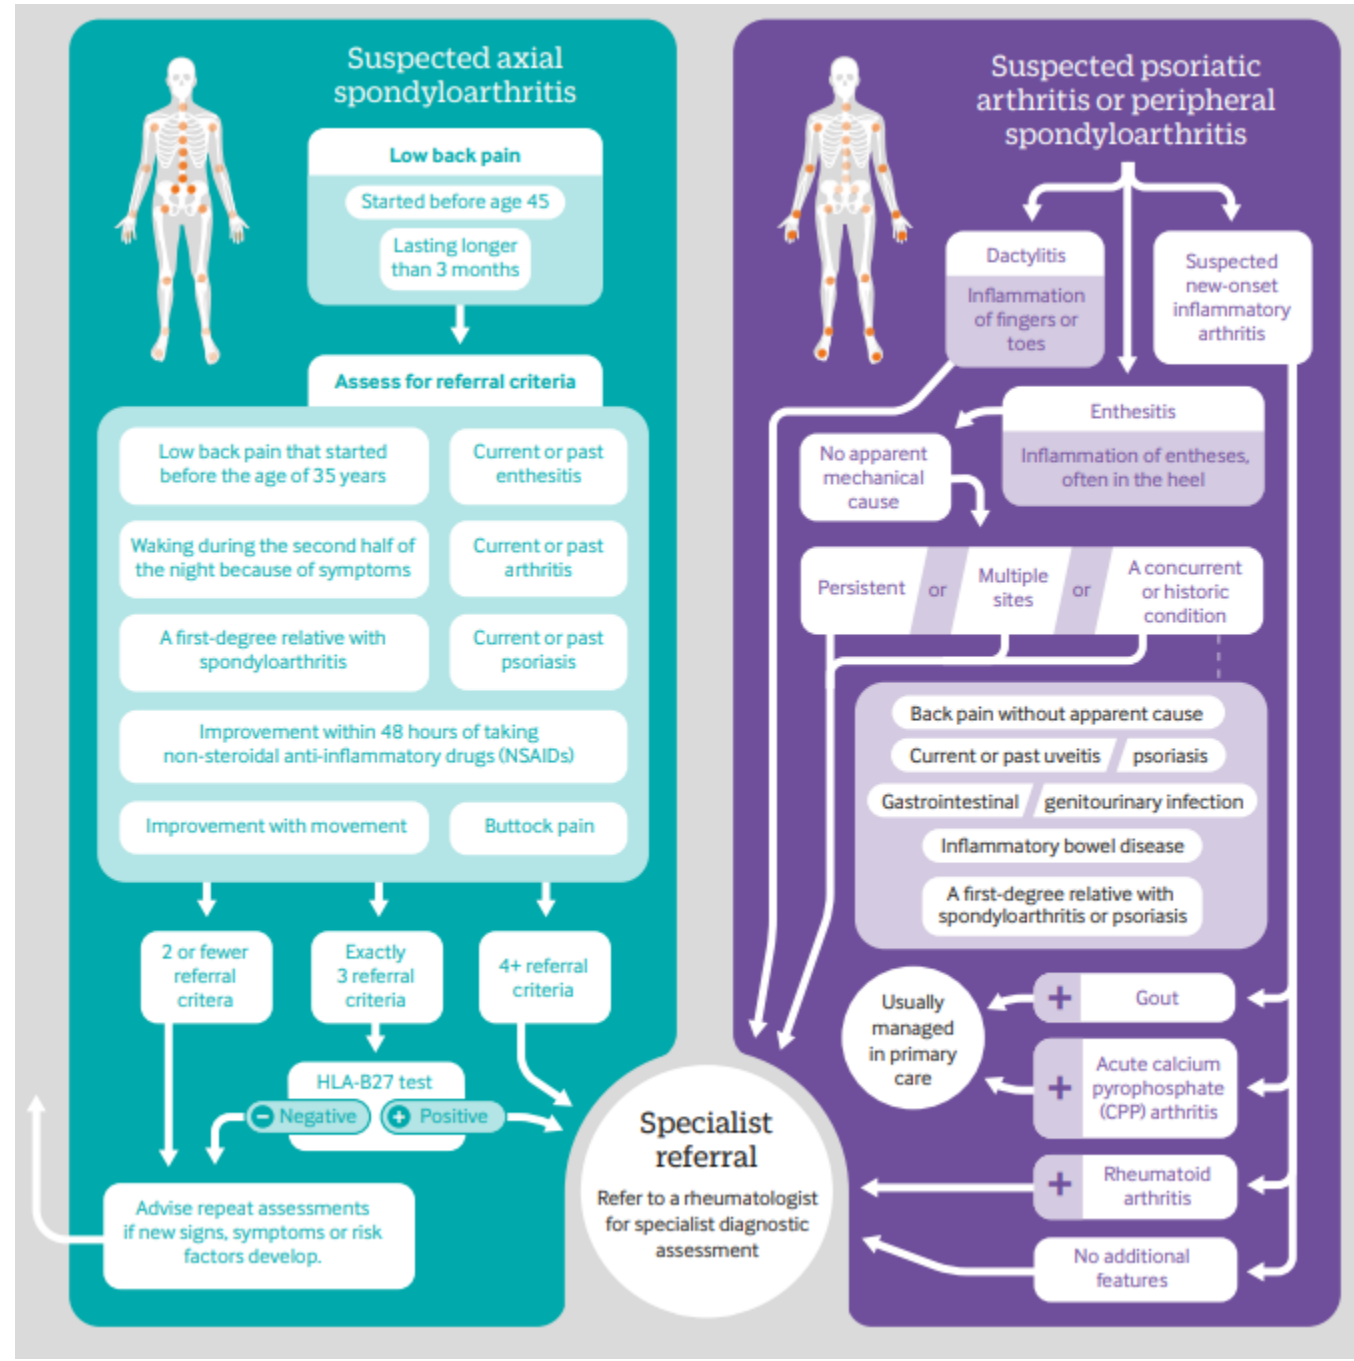 Suspected axial
spondyloarthritis
Low back pain
Started before age 45
Lasting longer
than 3 months
Assess for referral criteria
Low back pain that started
before the age of 35 years
Current or past
enthesitis
Waking during the second half of
the night because of symptoms
Current or past
arthritis
A first-degree relative with
spondyloarthritis
Current or past
psoriasis
Improvement within 48 hours of taking
non-steroidal anti-inflammatory drugs (NSAIDs)
Improvement with movement
Buttock pain
2 or fewer
referral
critera
Exactly
3 referral
criteria
4+ referral
criteria
HLA-B27 test
− Negative
+ Positive
Advise repeat assessments
if new signs, symptoms or risk
factors develop.
Specialist
referral
Refer to a rheumatologist
for specialist diagnostic
assessment
Suspected psoriatic
arthritis or peripheral
spondyloarthritis
Dactylitis
Inflammation
of fingers or
toes
Suspected
new-onset
inflammatory
arthritis
Enthesitis
Inflammation of entheses,
often in the heel
No apparent
mechanical
cause
Persistent
or
Multiple
sites
or
A concurrent
or historic
condition
Back pain without apparent cause
Current or past uveitis / psoriasis
Gastrointestinal / genitourinary infection
Inflammatory bowel disease
A first-degree relative with
spondyloarthritis or psoriasis
Usually
managed
in primary
care
+ Gout
+ Acute calcium
pyrophosphate
(CPP) arthritis
+ Rheumatoid
arthritis
No additional
features